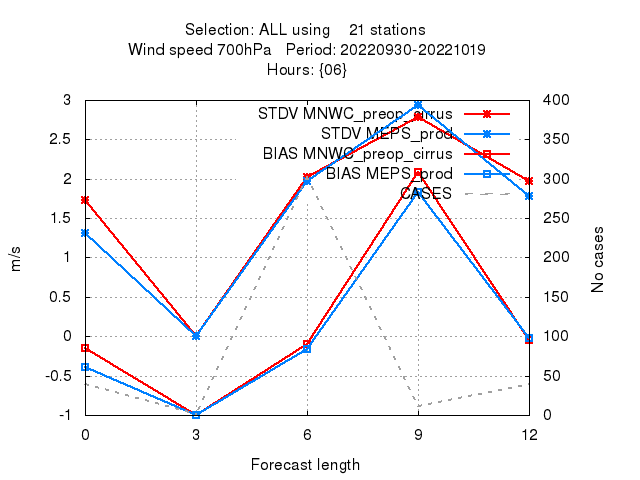 Selection: ALL using    21 stations
Wind speed 700hPa   Period: 20220930-20221019
Hours: {06}
STDV MNWC_preop_cirrus
STDV MEPS_prod
BIAS MNWC_preop_cirrus
BIAS MEPS_prod
CASES
3
2.5
2
1.5
1
0.5
0
-0.5
-1
m/s
400
350
300
250
200
150
100
50
0
No cases
0 3 6 9 12
Forecast length